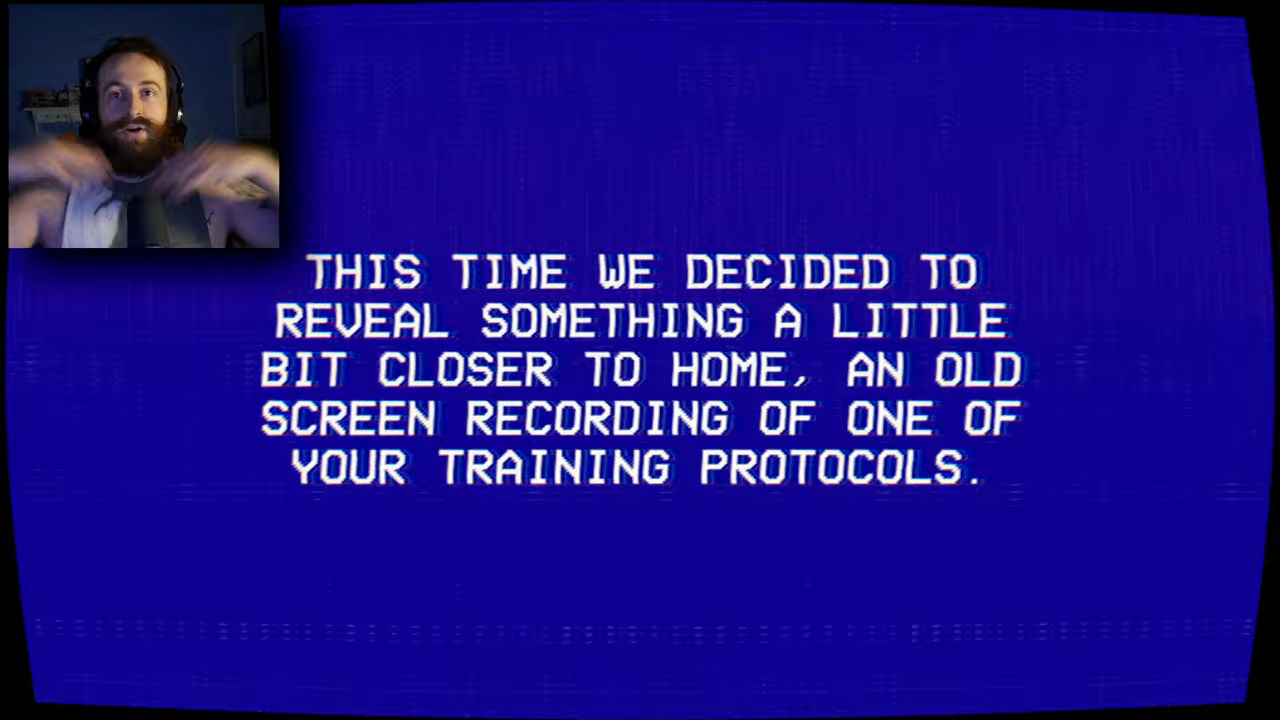 THIS TIME WE DECIDED TO
REVEAL SOMETHING A LITTLE
BIT CLOSER TO HOME, AN OLD
SCREEN RECORDING OF ONE OF
YOUR TRAINING PROTOCOLS.